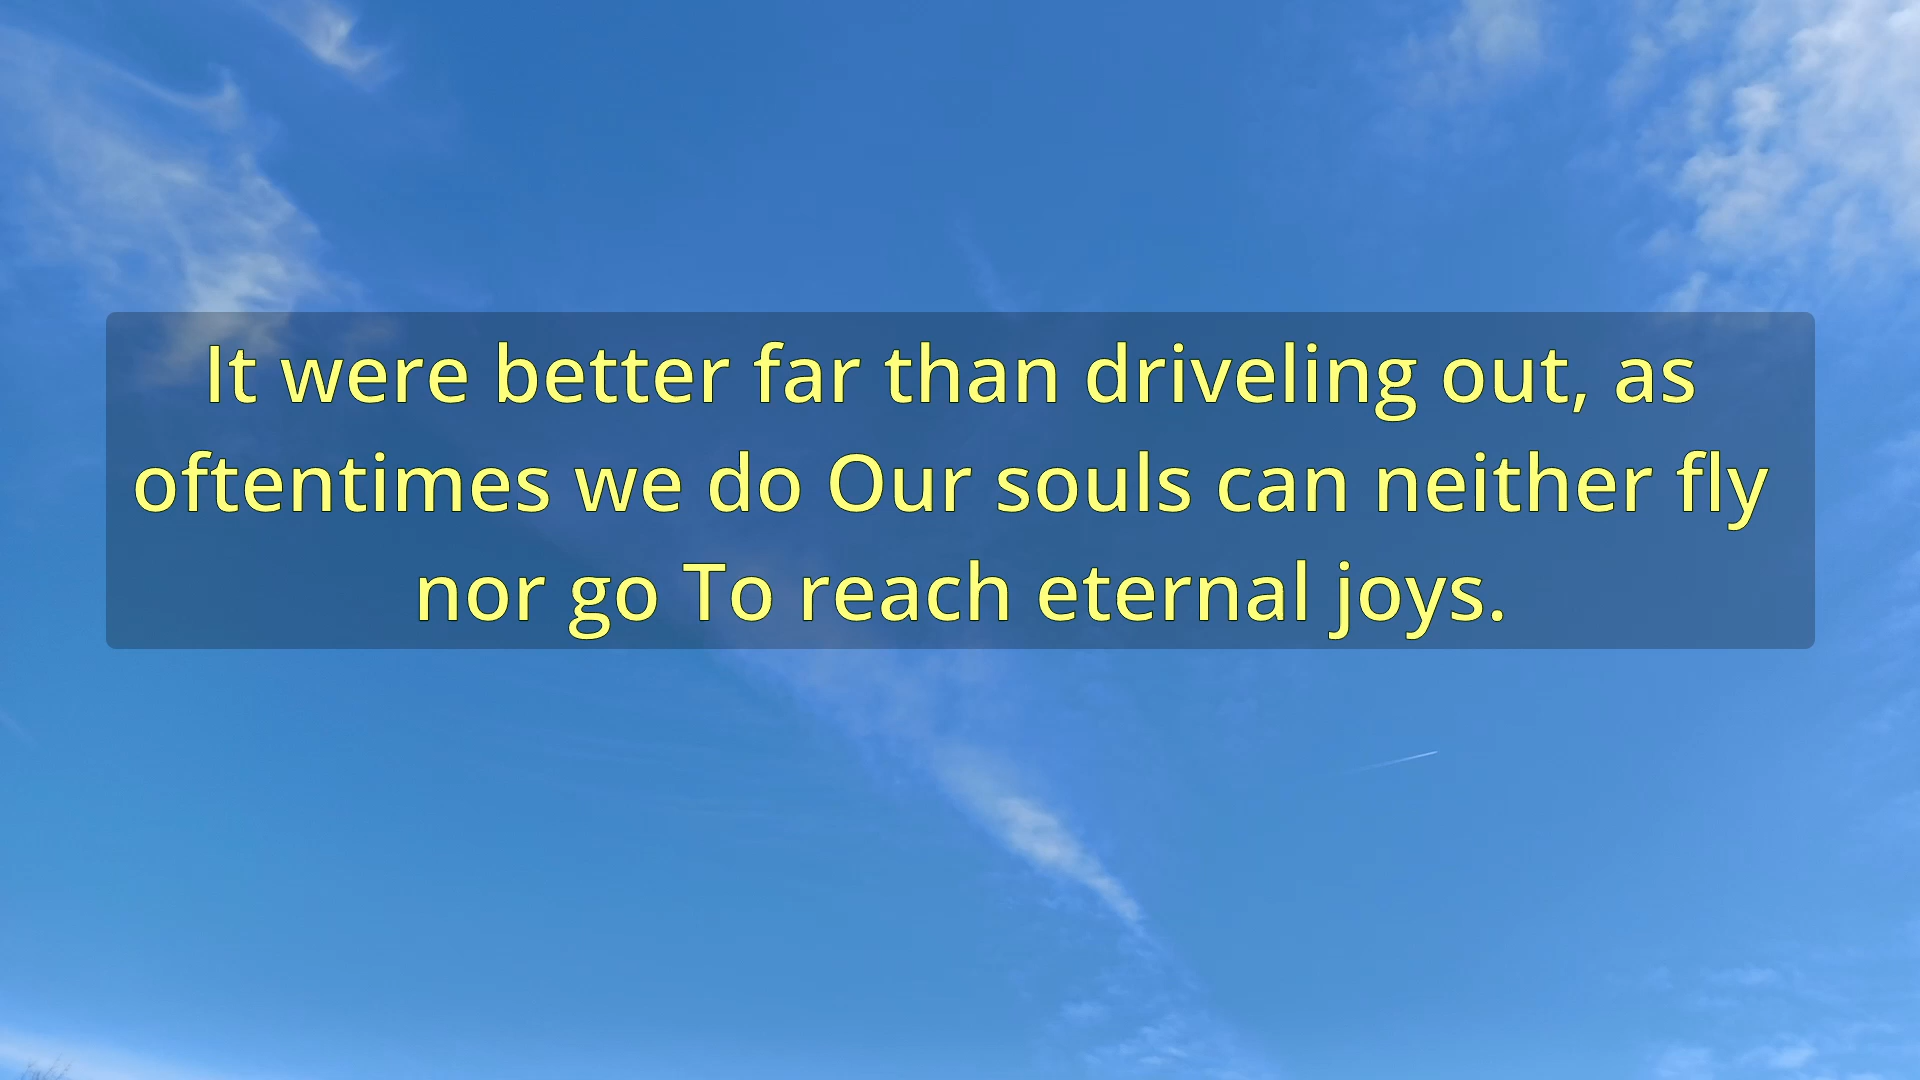 It were better far than driveling out, as
oftentimes we do Our souls can neither fly
nor go To reach eternal joys.